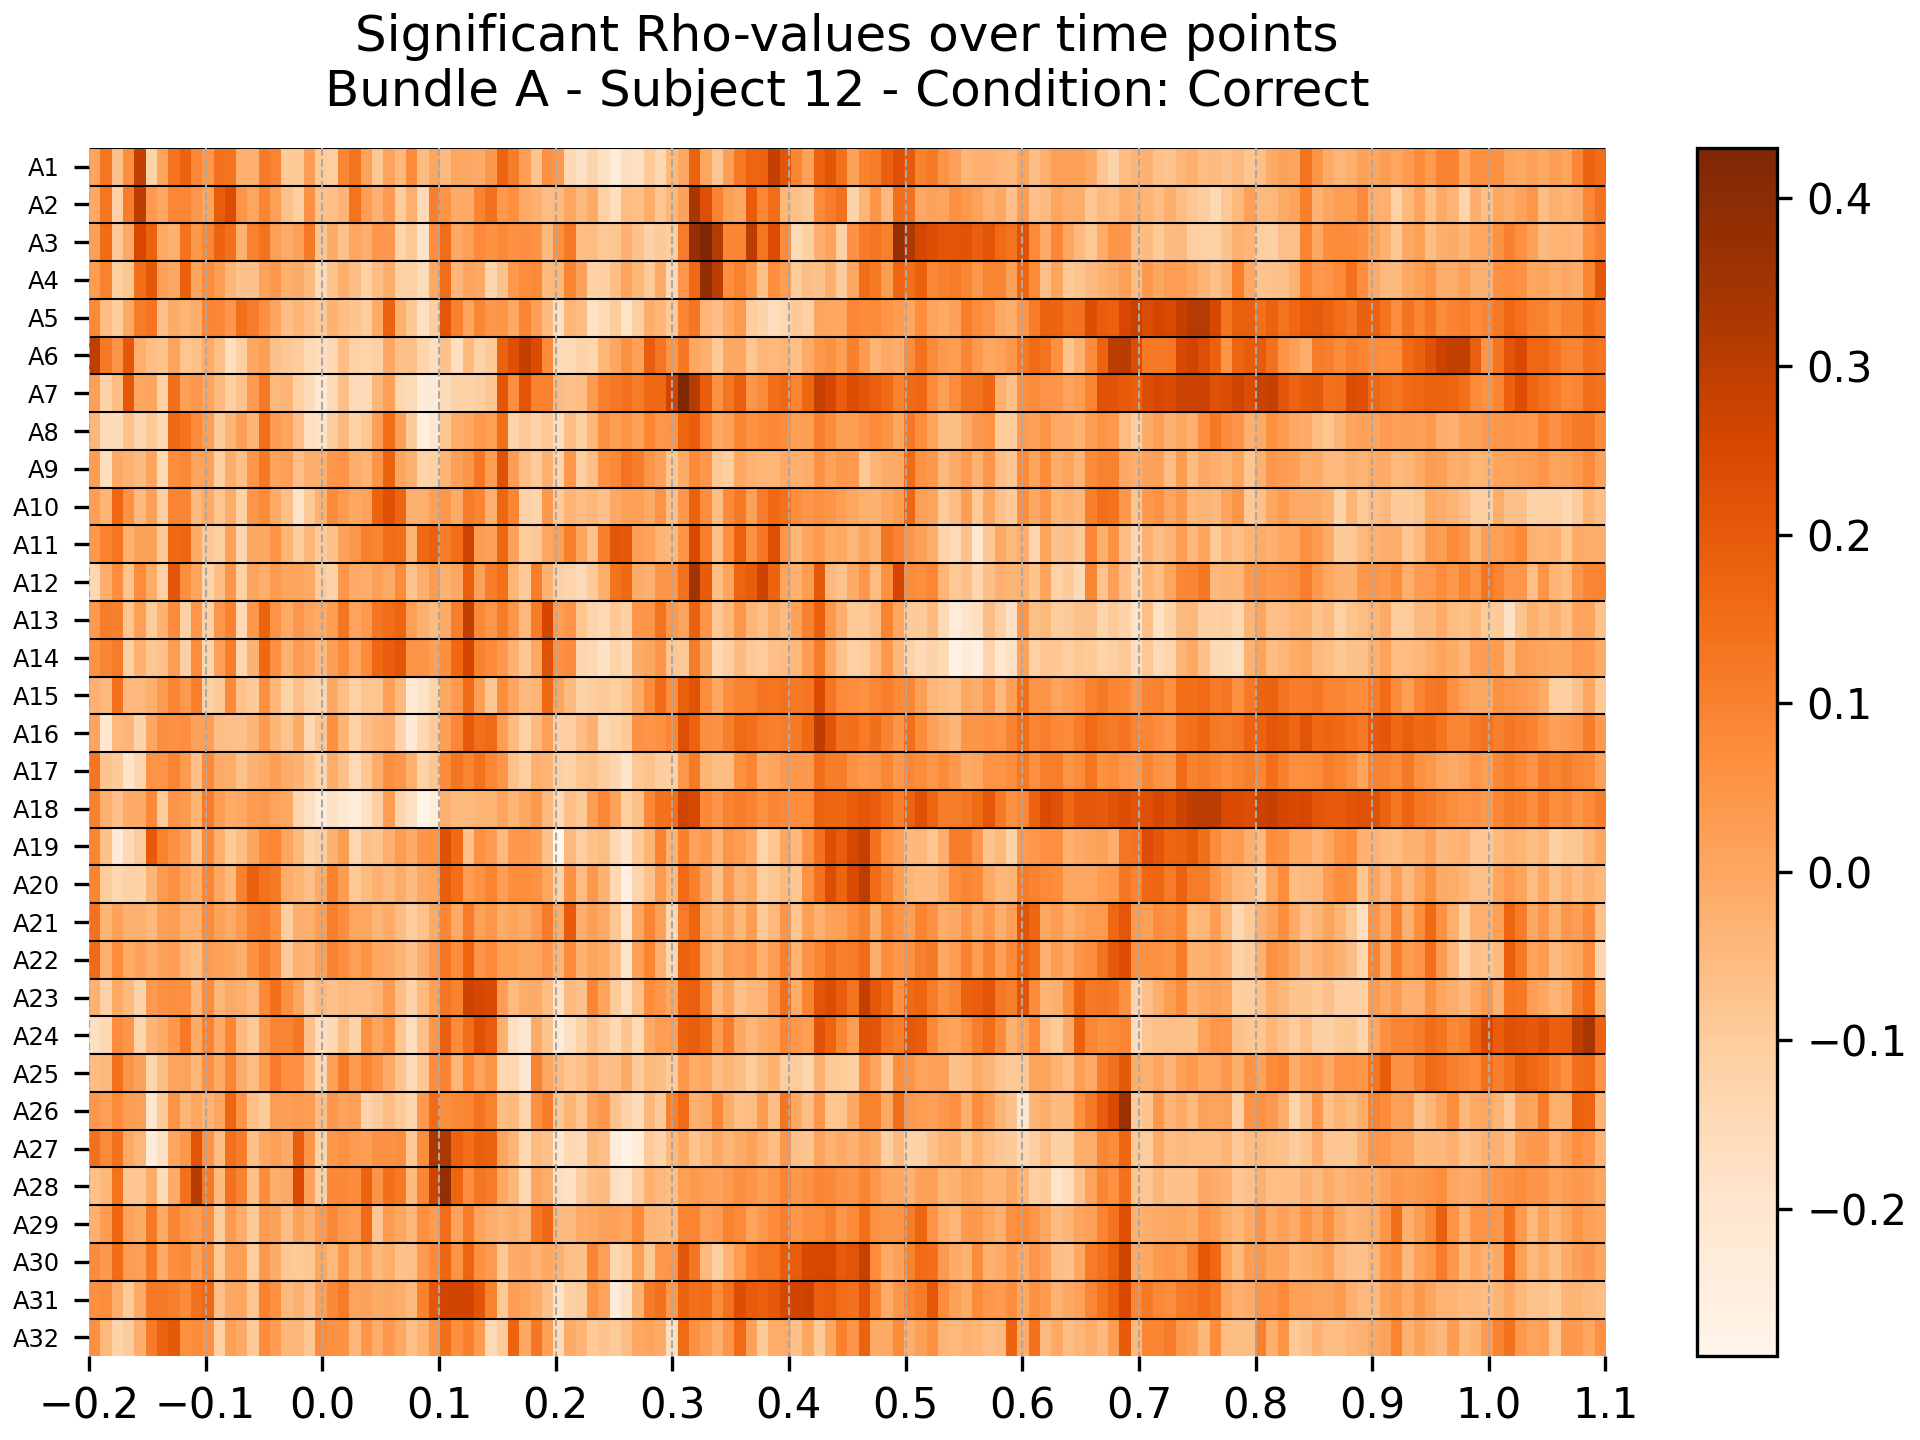 Significant Rho-values over time points
Bundle A - Subject 12 - Condition: Correct
A1
A2
A3
A4
A5
A6
A7
A8
A9
A10
A11
A12
A13
A14
A15
A16
A17
A18
A19
A20
A21
A22
A23
A24
A25
A26
A27
A28
A29
A30
A31
A32
−0.2 −0.1 0.0 0.1 0.2 0.3 0.4 0.5 0.6 0.7 0.8 0.9 1.0 1.1
0.4
0.3
0.2
0.1
0.0
−0.1
−0.2